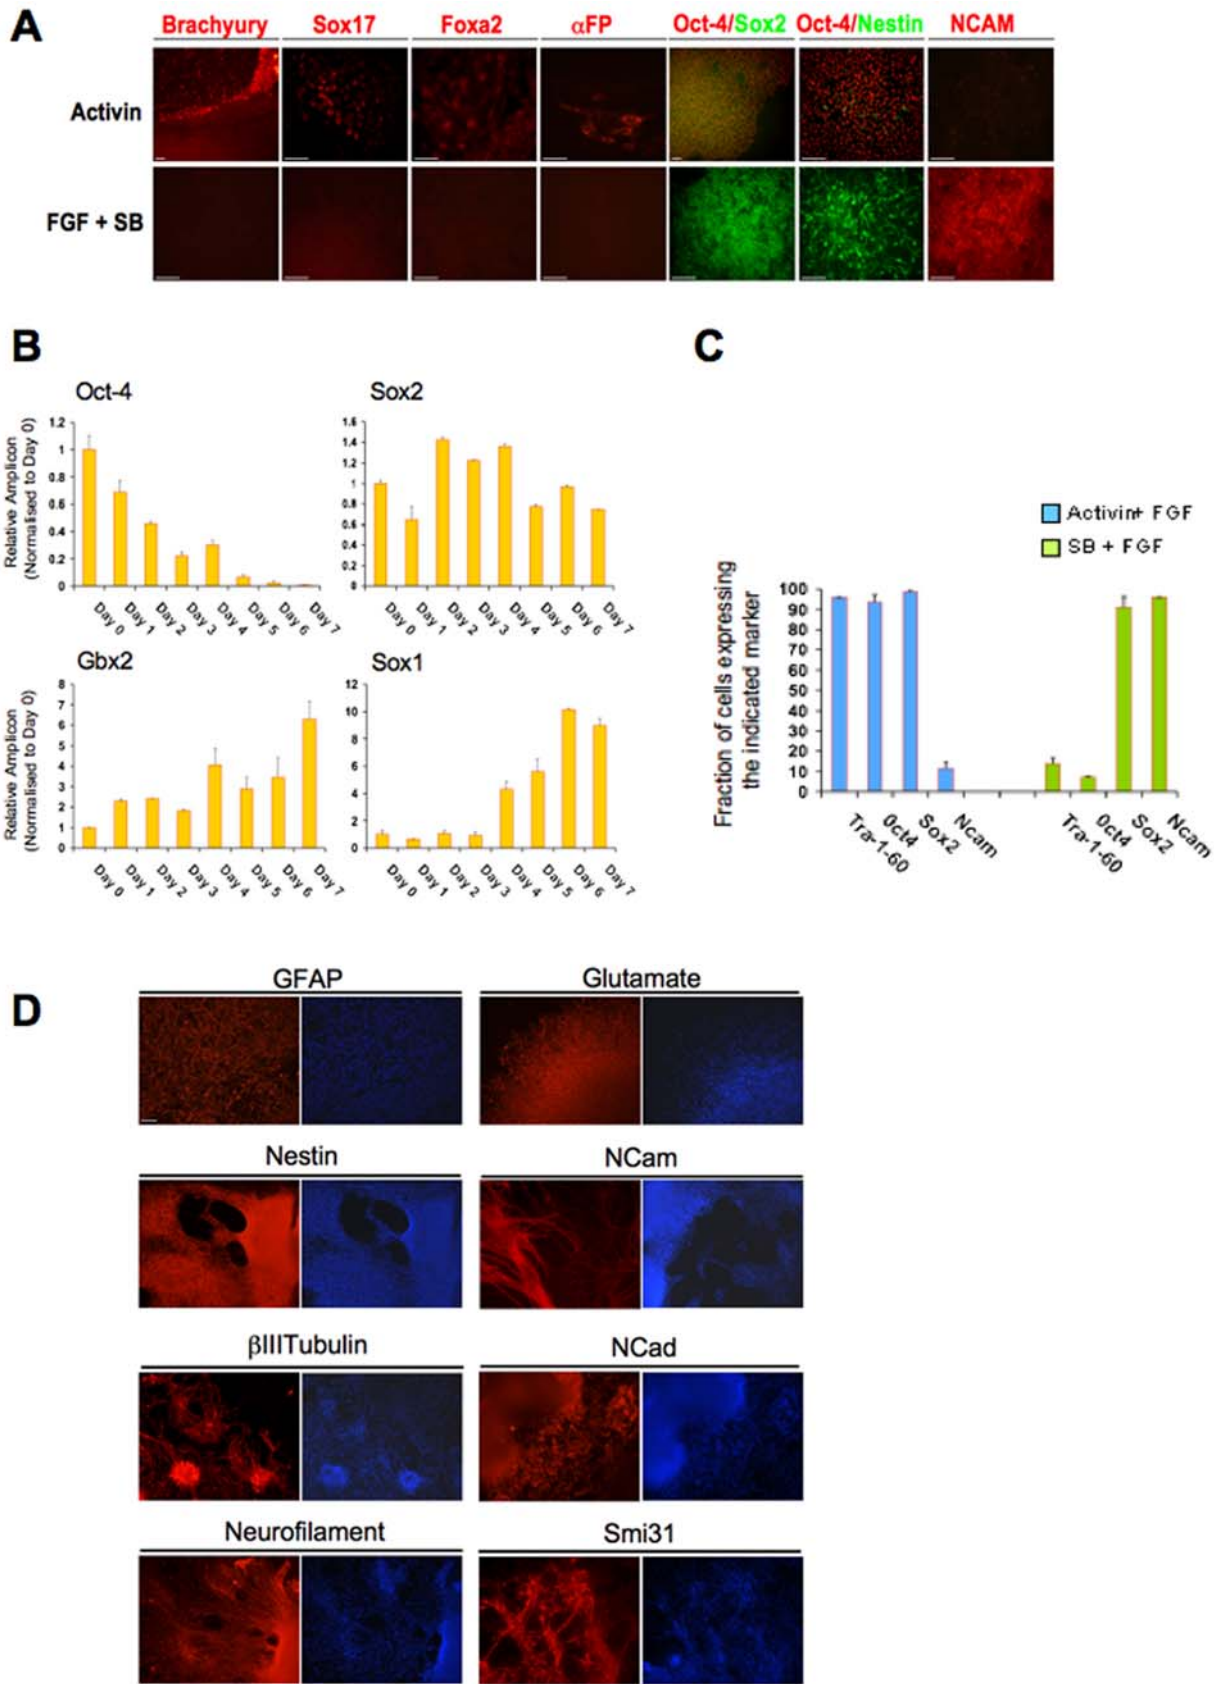 A
Brachyury Sox17 Foxa2 αFP Oct-4/Sox2 Oct-4/Nestin NCAM
Activin
FGF + SB
B
Oct-4
Relative Amplicon
(Normalised to Day 0)
1.2
1
0.8
0.6
0.4
0.2
0
Day 0 Day 1 Day 2 Day 3 Day 4 Day 5 Day 6 Day 7
Sox2
1.6
1.4
1.2
1
0.8
0.6
0.4
0.2
0
Day 0 Day 1 Day 2 Day 3 Day 4 Day 5 Day 6 Day 7
Gbx2
Relative Amplicon
(Normalised to Day 0)
8
7
6
5
4
3
2
1
0
Day 0 Day 1 Day 2 Day 3 Day 4 Day 5 Day 6 Day 7
Sox1
12
10
8
6
4
2
0
Day 0 Day 1 Day 2 Day 3 Day 4 Day 5 Day 6 Day 7
C
Activin+ FGF
SB + FGF
Fraction of cells expressing
the indicated marker
100
90
80
70
60
50
40
30
20
10
0
Tra-1-60 Oct4 Sox2 Ncam Tra-1-60 Oct4 Sox2 Ncam
D
GFAP Glutamate
Nestin NCam
βIIITubulin NCad
Neurofilament Smi31